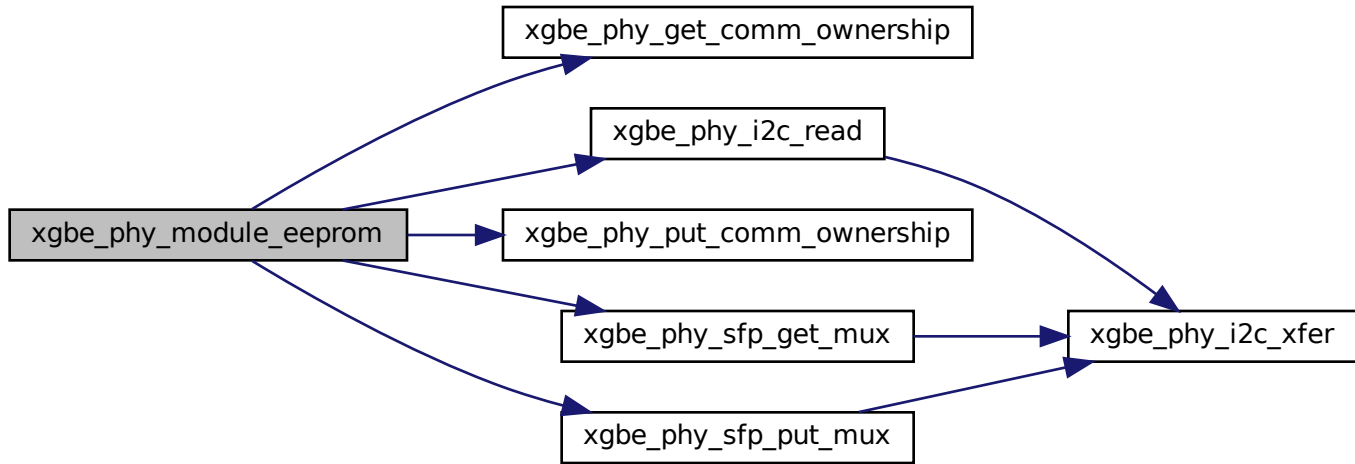 xgbe_phy_get_comm_ownership
xgbe_phy_i2c_read
xgbe_phy_module_eeprom
xgbe_phy_put_comm_ownership
xgbe_phy_sfp_get_mux
xgbe_phy_i2c_xfer
xgbe_phy_sfp_put_mux